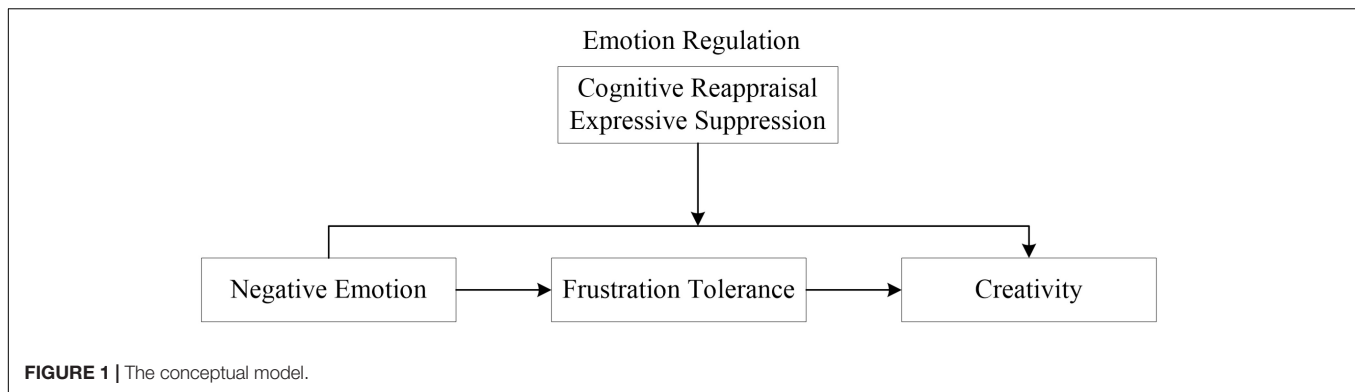 Emotion Regulation
Cognitive Reappraisal
Expressive Suppression
Negative Emotion
Frustration Tolerance
Creativity
FIGURE 1 | The conceptual model.